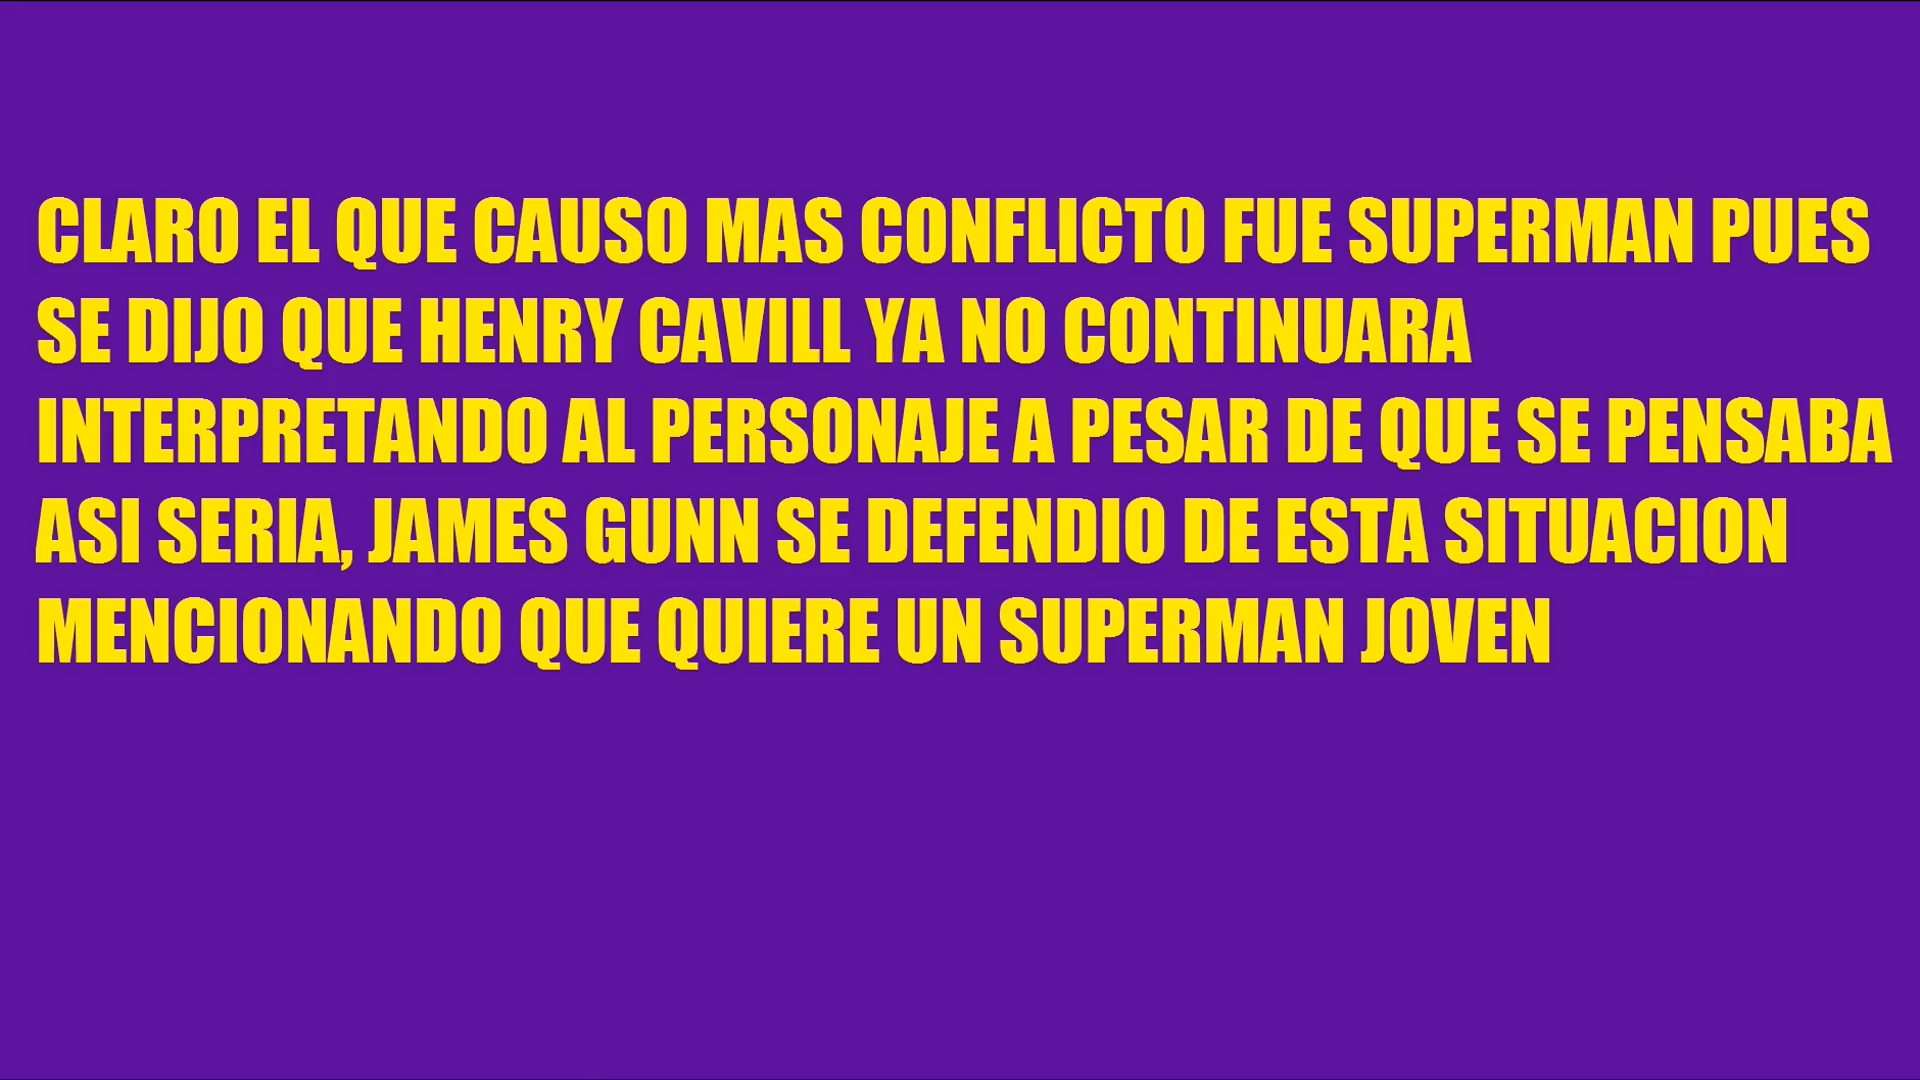 CLARO EL QUE CAUSO MAS CONFLICTO FUE SUPERMAN PUES
SE DIJO QUE HENRY CAVILL YA NO CONTINUARA
INTERPRETANDO AL PERSONAJE A PESAR DE QUE SE PENSABA
ASI SERIA, JAMES GUNN SE DEFENDIO DE ESTA SITUACION
MENCIONANDO QUE QUIERE UN SUPERMAN JOVEN